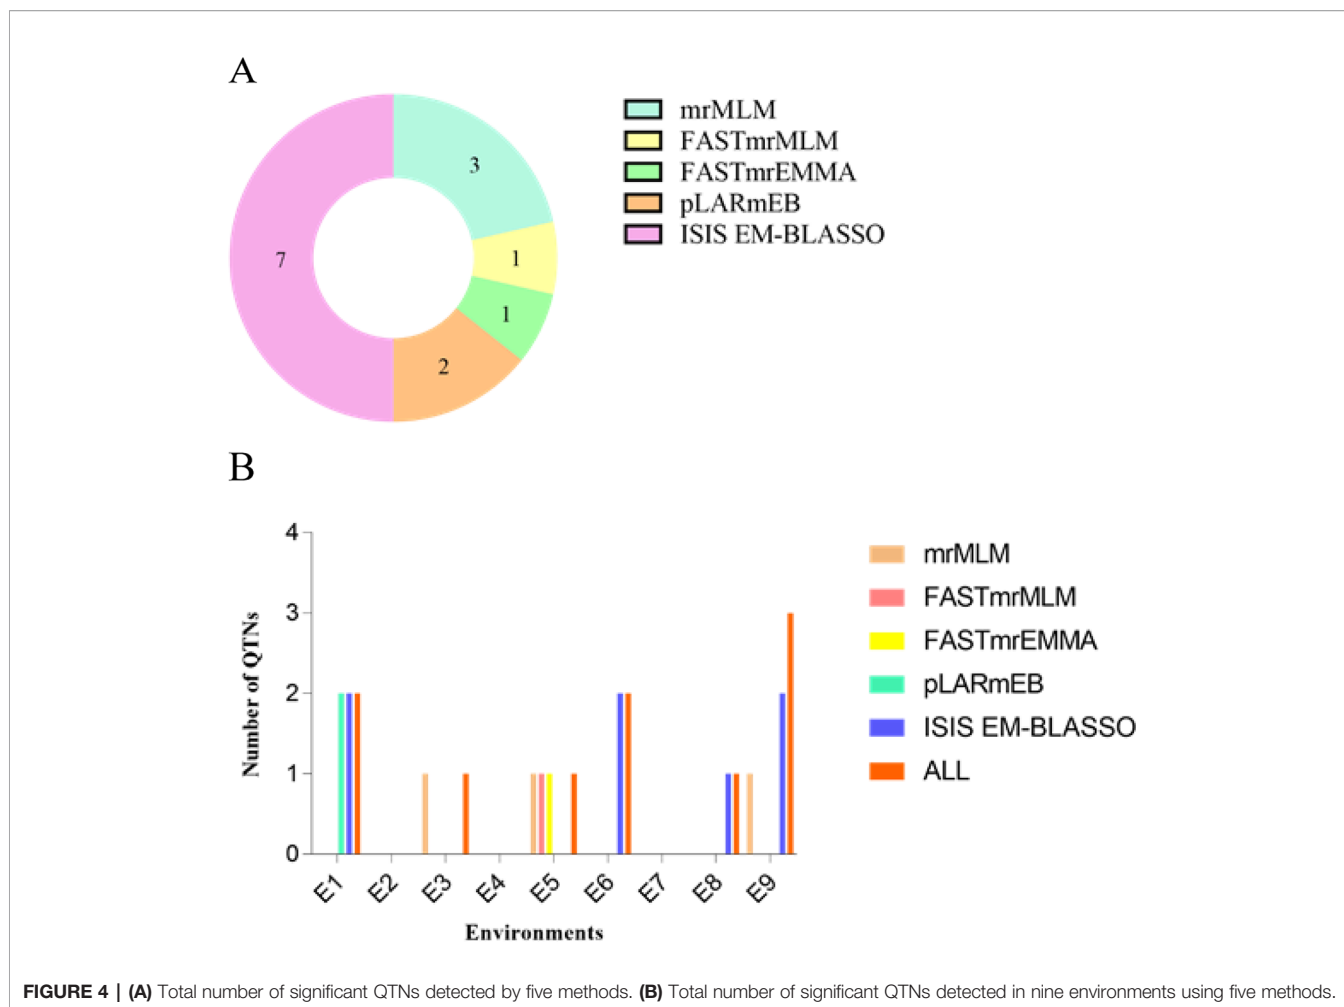 A
mrMLM
FASTmrMLM
FASTmrEMMA
pLARmEB
ISIS EM-BLASSO
3
1
1
2
7
B
4
3
2
1
0
Number of QTNs
E1
E2
E3
E4
E5
E6
E7
E8
E9
Environments
mrMLM
FASTmrMLM
FASTmrEMMA
pLARmEB
ISIS EM-BLASSO
ALL
FIGURE 4 | (A) Total number of significant QTNs detected by five methods. (B) Total number of significant QTNs detected in nine environments using five methods.